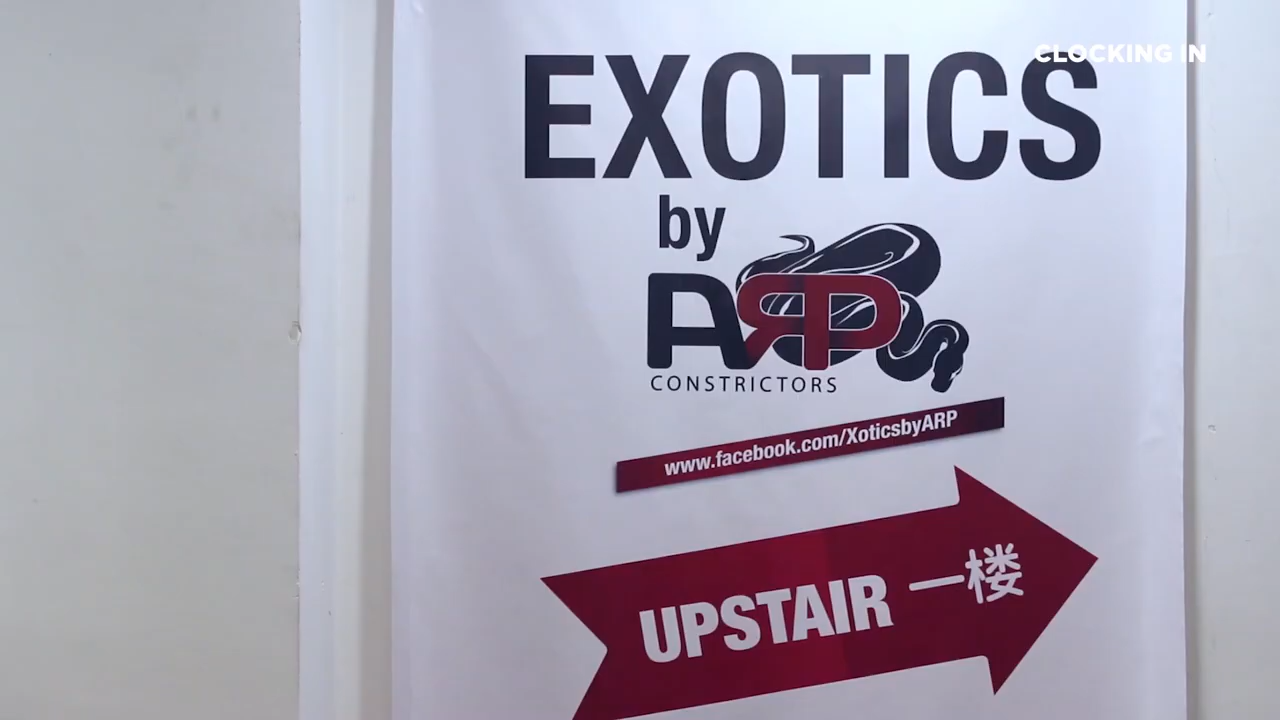 CLOCKING IN
EXOTICS
by
ARP
CONSTRICTORS
www.facebook.com/XoticsbyARP
UPSTAIR 一楼